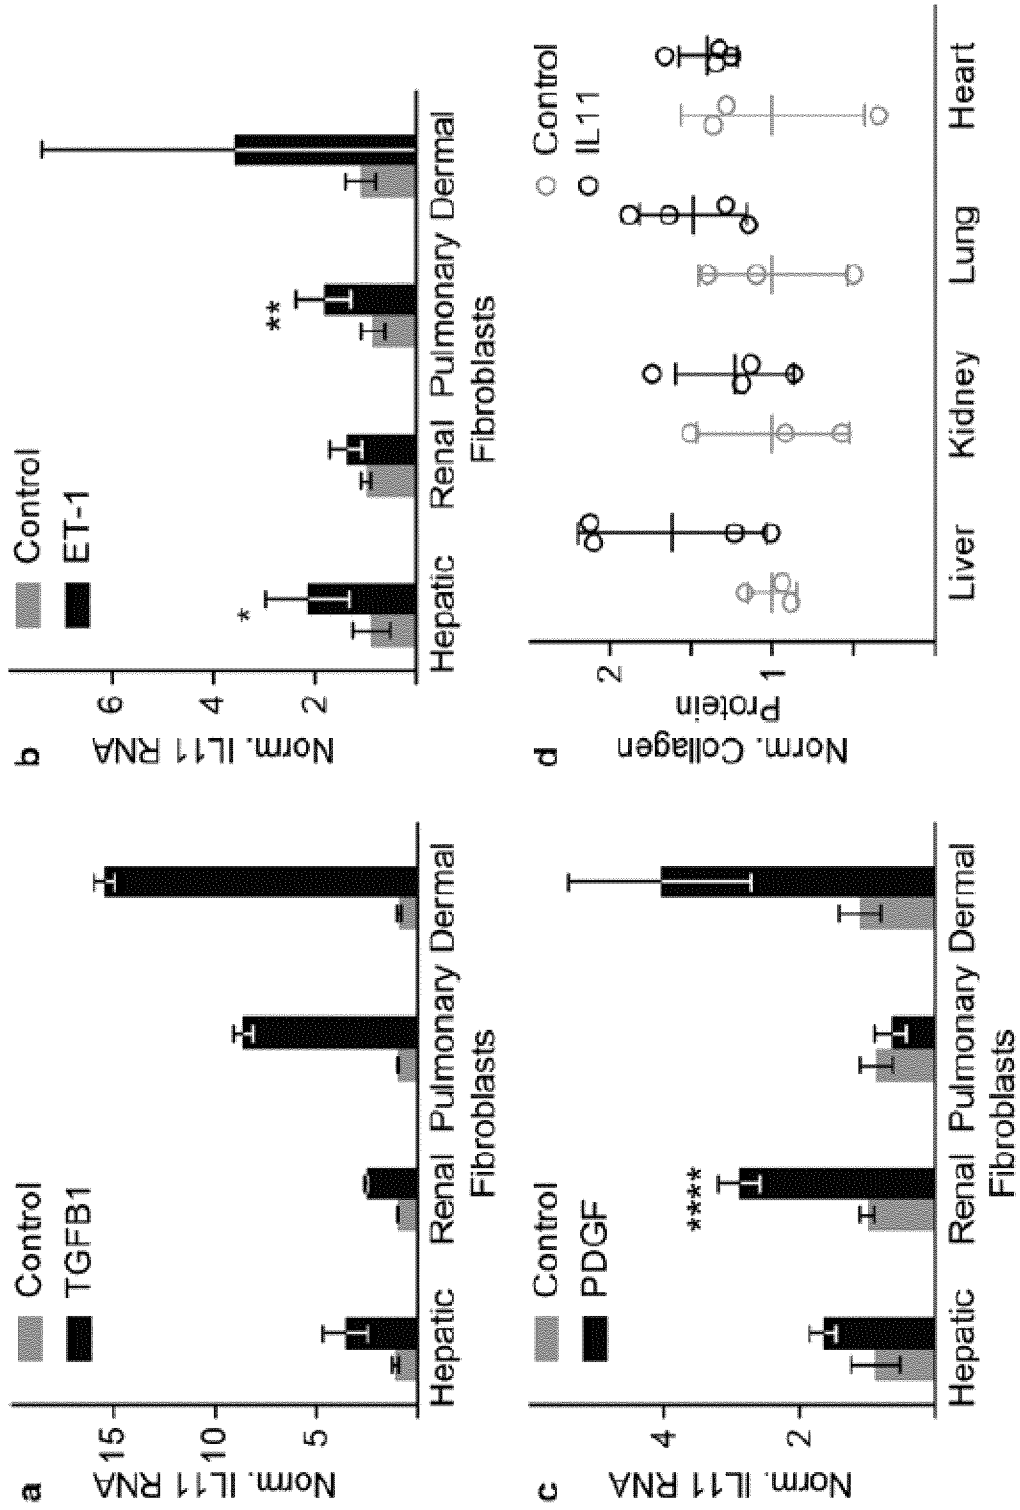 a
Norm. IL11 RNA
15
10
5
Control
TGFB1
Hepatic Renal Pulmonary Dermal
Fibroblasts
b
Norm. IL11 RNA
6
4
2
Control
ET-1
*
**
Hepatic Renal Pulmonary Dermal
Fibroblasts
c
Norm. IL11 RNA
4
2
Control
PDGF
****
Hepatic Renal Pulmonary Dermal
Fibroblasts
d
Norm. Collagen
Protein
2
1
Control
IL11
Liver Kidney Lung Heart